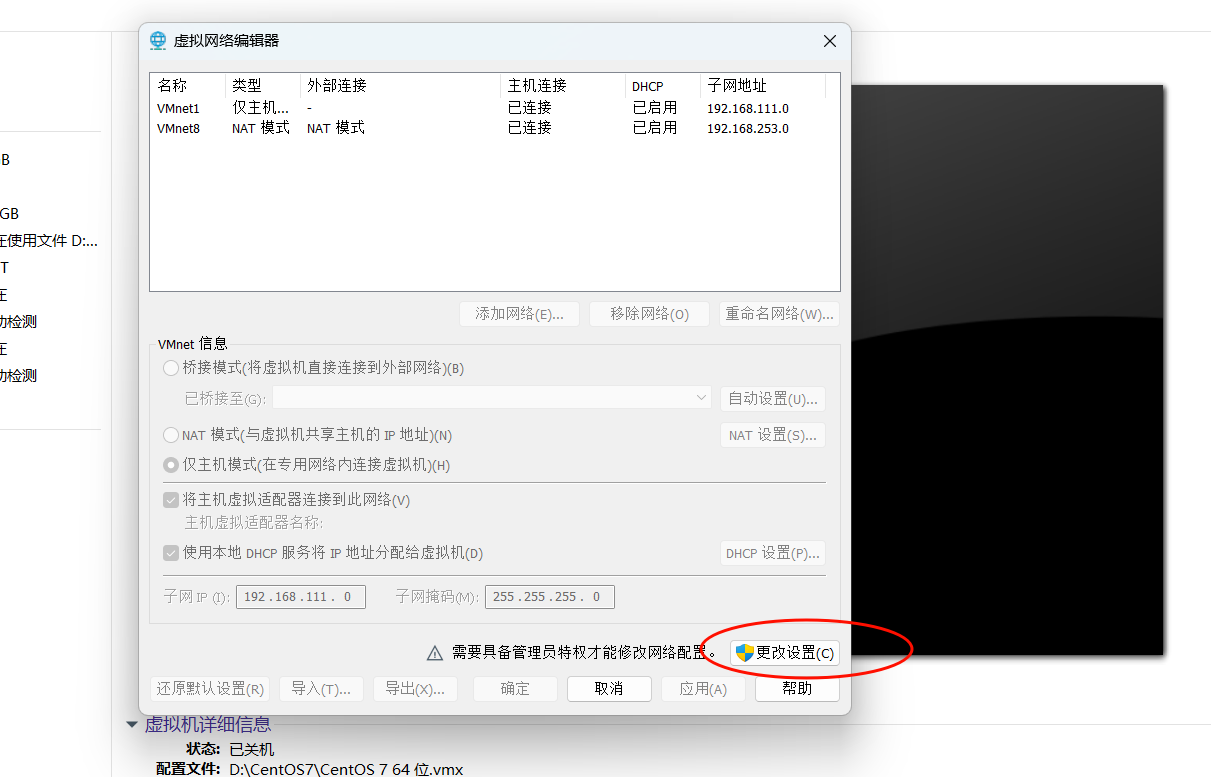 虚拟网络编辑器
名称 类型 外部连接 主机连接 DHCP 子网地址
VMnet1 仅主机... - 已连接 已启用 192.168.111.0
VMnet8 NAT 模式 NAT 模式 已连接 已启用 192.168.253.0
B
GB
在使用文件 D:...
T
在
动检测
在
动检测
添加网络(E)... 移除网络(O) 重命名网络(W)...
VMnet 信息
桥接模式(将虚拟机直接连接到外部网络)(B)
已桥接至(G): 自动设置(U)...
NAT 模式(与虚拟机共享主机的 IP 地址)(N) NAT 设置(S)...
仅主机模式(在专用网络内连接虚拟机)(H)
将主机虚拟适配器连接到此网络(V)
主机虚拟适配器名称:
使用本地 DHCP 服务将 IP 地址分配给虚拟机(D) DHCP 设置(P)...
子网 IP (I): 192.168.111. 0 子网掩码(M): 255.255.255. 0
需要具备管理员特权才能修改网络配置。 更改设置(C)
还原默认设置(R) 导入(T)... 导出(X)... 确定 取消 应用(A) 帮助
虚拟机详细信息
状态: 已关机
配置文件: D:\CentOS7\CentOS 7 64 位.vmx